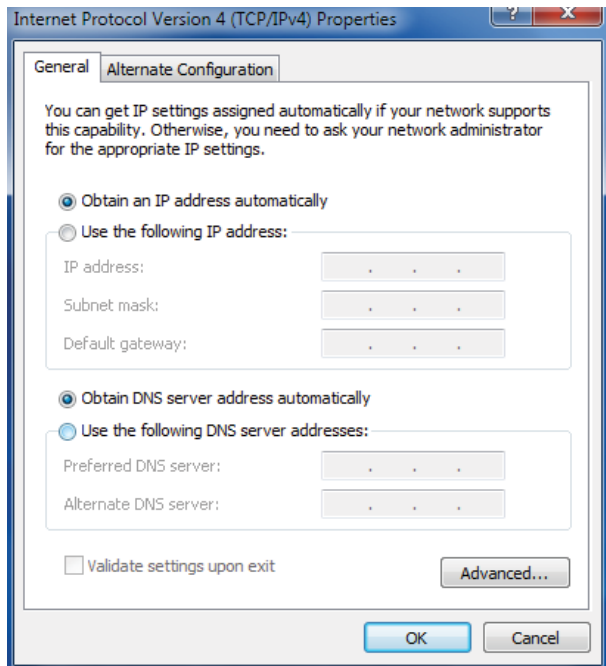 Internet Protocol Version 4 (TCP/IPv4) Properties
?
X
General
Alternate Configuration
You can get IP settings assigned automatically if your network supports
this capability. Otherwise, you need to ask your network administrator
for the appropriate IP settings.
Obtain an IP address automatically
Use the following IP address:
IP address:
. . .
Subnet mask:
. . .
Default gateway:
. . .
Obtain DNS server address automatically
Use the following DNS server addresses:
Preferred DNS server:
. . .
Alternate DNS server:
. . .
Validate settings upon exit
Advanced...
OK
Cancel